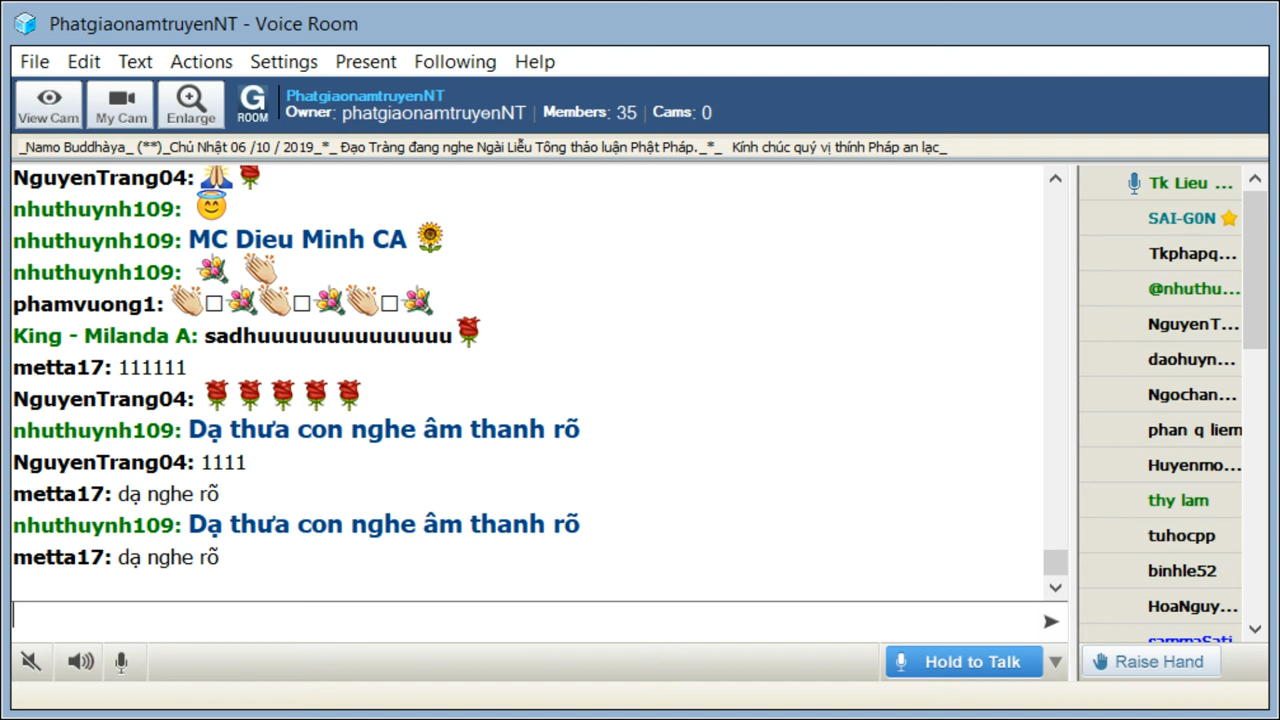 PhatgiaonamtruyenNT - Voice Room
File Edit Text Actions Settings Present Following Help
View Cam My Cam Enlarge G ROOM
PhatgiaonamtruyenNT
Owner: phatgiaonamtruyenNT | Members: 35 | Cams: 0
_Namo Buddhàya_ (**)_Chủ Nhật 06 /10 / 2019_*_ Đạo Tràng đang nghe Ngài Liễu Tông thảo luận Phật Pháp._*_ Kính chúc quý vị thính Pháp an lạc_
NguyenTrang04: 🙏🌹
nhuthuynh109: 😇
nhuthuynh109: MC Dieu Minh CA 🌻
nhuthuynh109: 💐 👏
phamvuong1: 👏□💐👏□💐👏□💐
King - Milanda A: sadhuuuuuuuuuuuuuuu🌹
metta17: 111111
NguyenTrang04: 🌹🌹🌹🌹🌹
nhuthuynh109: Dạ thưa con nghe âm thanh rõ
NguyenTrang04: 1111
metta17: dạ nghe rõ
nhuthuynh109: Dạ thưa con nghe âm thanh rõ
metta17: dạ nghe rõ
Hold to Talk
Tk Lieu ...
SAI-G0N
Tkphapq...
@nhuthu...
NguyenT...
daohuyn...
Ngochan...
phan q liem
Huyenmo...
thy lam
tuhocpp
binhle52
HoaNguy...
sammaSati
Raise Hand